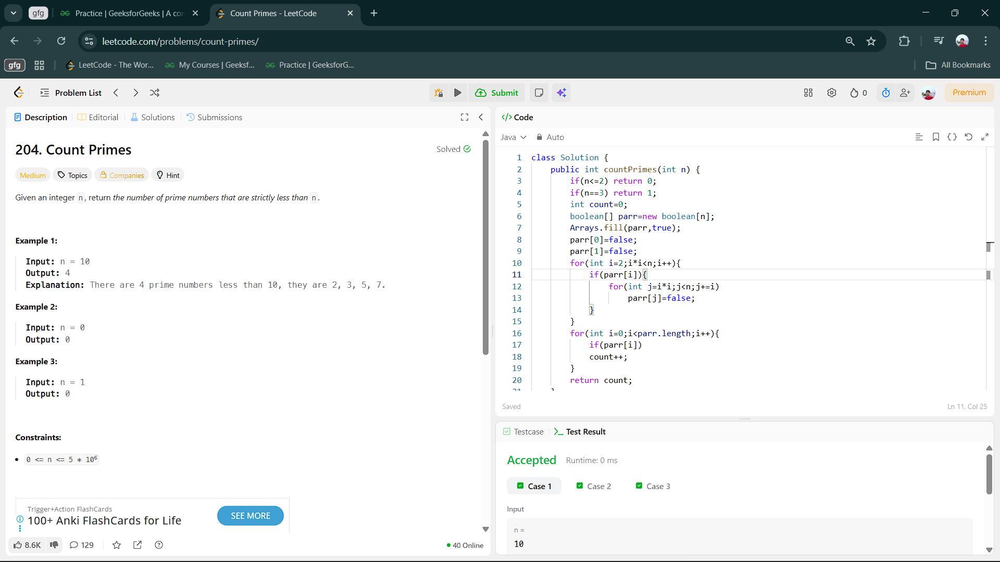 gfg
Practice | GeeksforGeeks | A co
Count Primes - LeetCode
leetcode.com/problems/count-primes/
gfg
LeetCode - The Wor...
My Courses | Geeksf...
Practice | GeeksforG...
All Bookmarks
Problem List
Submit
0
Premium
Description
Editorial
Solutions
Submissions
204. Count Primes
Solved
Medium
Topics
Companies
Hint
Given an integer n, return the number of prime numbers that are strictly less than n.
Example 1:
Input: n = 10
Output: 4
Explanation: There are 4 prime numbers less than 10, they are 2, 3, 5, 7.
Example 2:
Input: n = 0
Output: 0
Example 3:
Input: n = 1
Output: 0
Constraints:
0 <= n <= 5 * 10⁶
Trigger+Action FlashCards
100+ Anki FlashCards for Life
SEE MORE
8.6K
129
40 Online
</> Code
Java
Auto
1 class Solution {
2 public int countPrimes(int n) {
3 if(n<=2) return 0;
4 if(n==3) return 1;
5 int count=0;
6 boolean[] parr=new boolean[n];
7 Arrays.fill(parr,true);
8 parr[0]=false;
9 parr[1]=false;
10 for(int i=2;i*i<n;i++){
11 if(parr[i]){
12 for(int j=i*i;j<n;j+=i)
13 parr[j]=false;
14 }
15 }
16 for(int i=0;i<parr.length;i++){
17 if(parr[i])
18 count++;
19 }
20 return count;
Saved
Ln 11, Col 25
Testcase
Test Result
Accepted
Runtime: 0 ms
Case 1
Case 2
Case 3
Input
n =
10